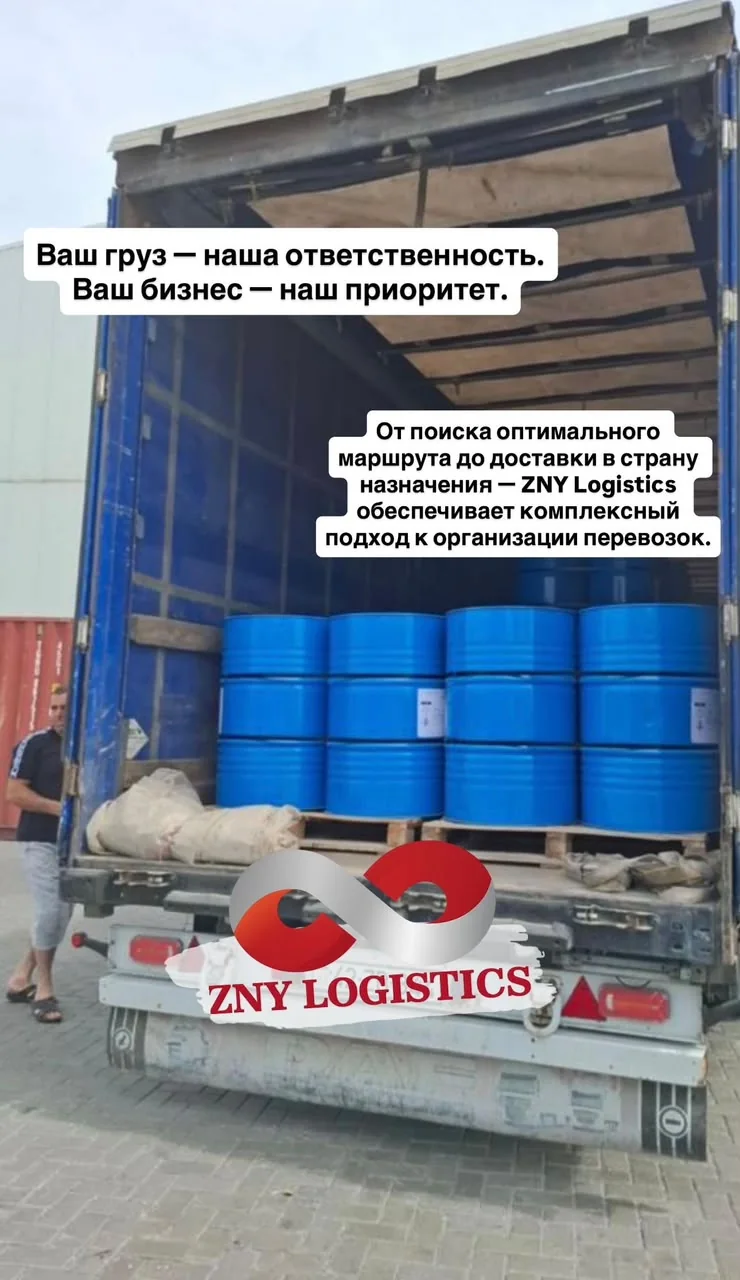 Ваш груз — наша ответственность.
Ваш бизнес — наш приоритет.
От поиска оптимального
маршрута до доставки в страну
назначения — ZNY Logistics
обеспечивает комплексный
подход к организации перевозок.
ZNY LOGISTICS